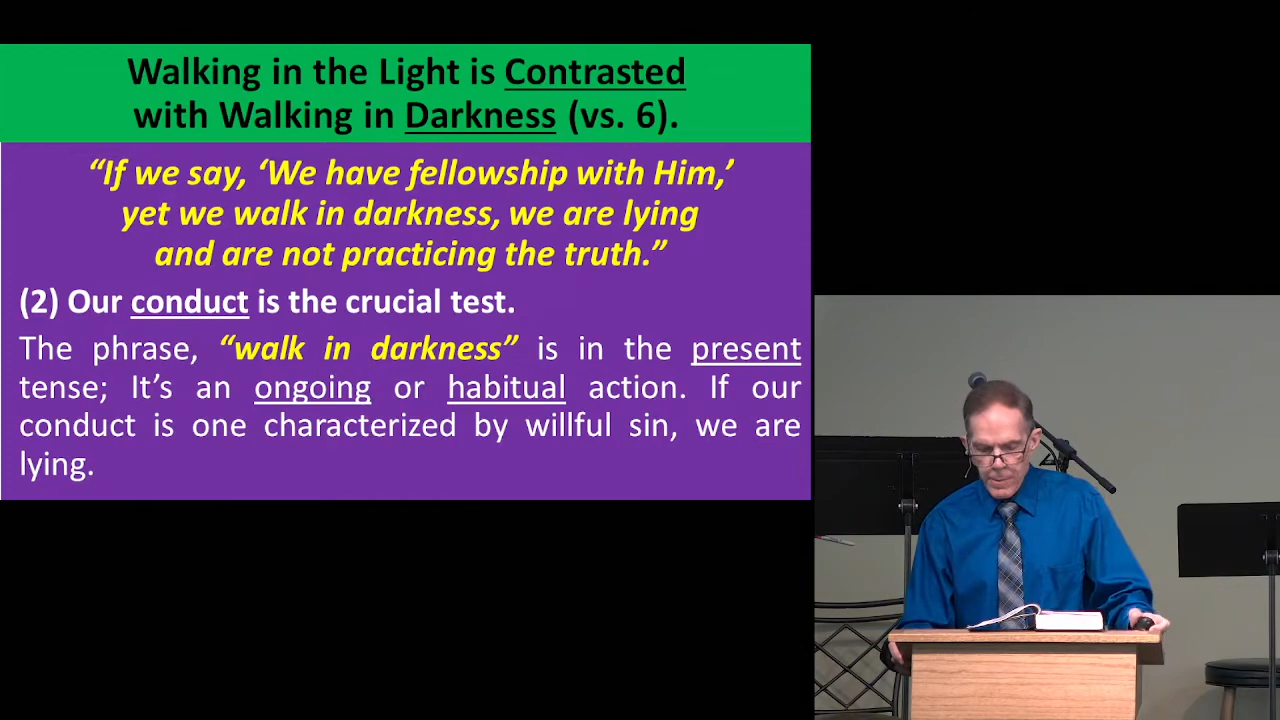 Walking in the Light is Contrasted
with Walking in Darkness (vs. 6).
“If we say, ‘We have fellowship with Him,’
yet we walk in darkness, we are lying
and are not practicing the truth.”
(2) Our conduct is the crucial test.
The phrase, “walk in darkness” is in the present
tense; It’s an ongoing or habitual action. If our
conduct is one characterized by willful sin, we are
lying.